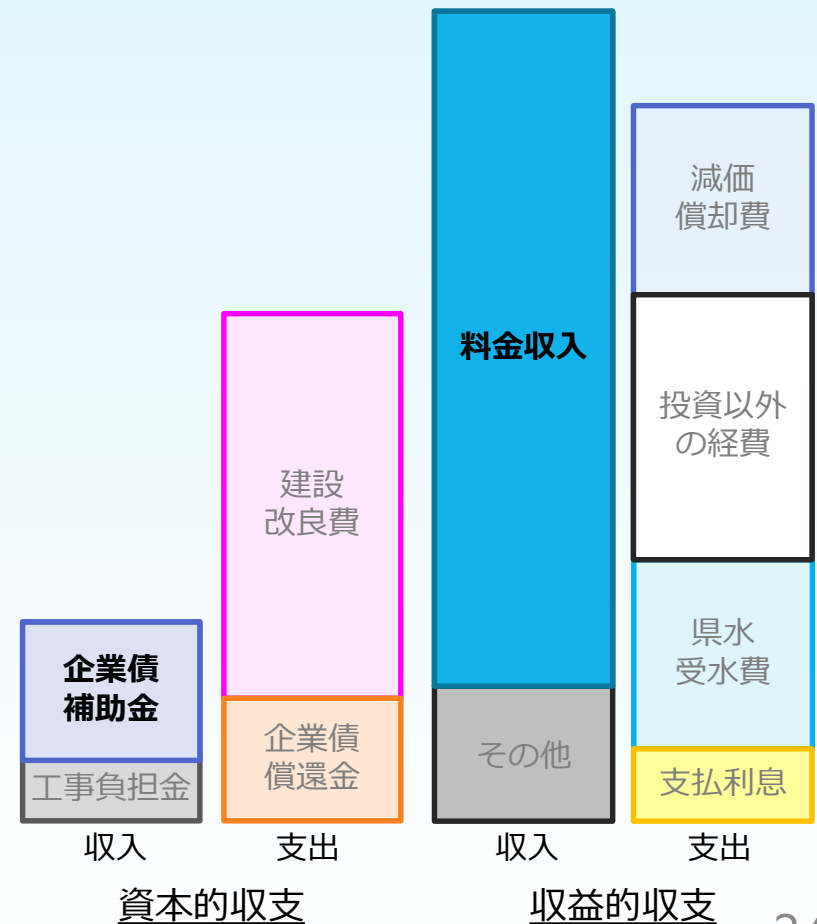 企業債
補助金
工事負担金
収入
建設
改良費
企業債
償還金
支出
資本的収支
料金収入
その他
収入
減価
償却費
投資以外
の経費
県水
受水費
支払利息
支出
収益的収支